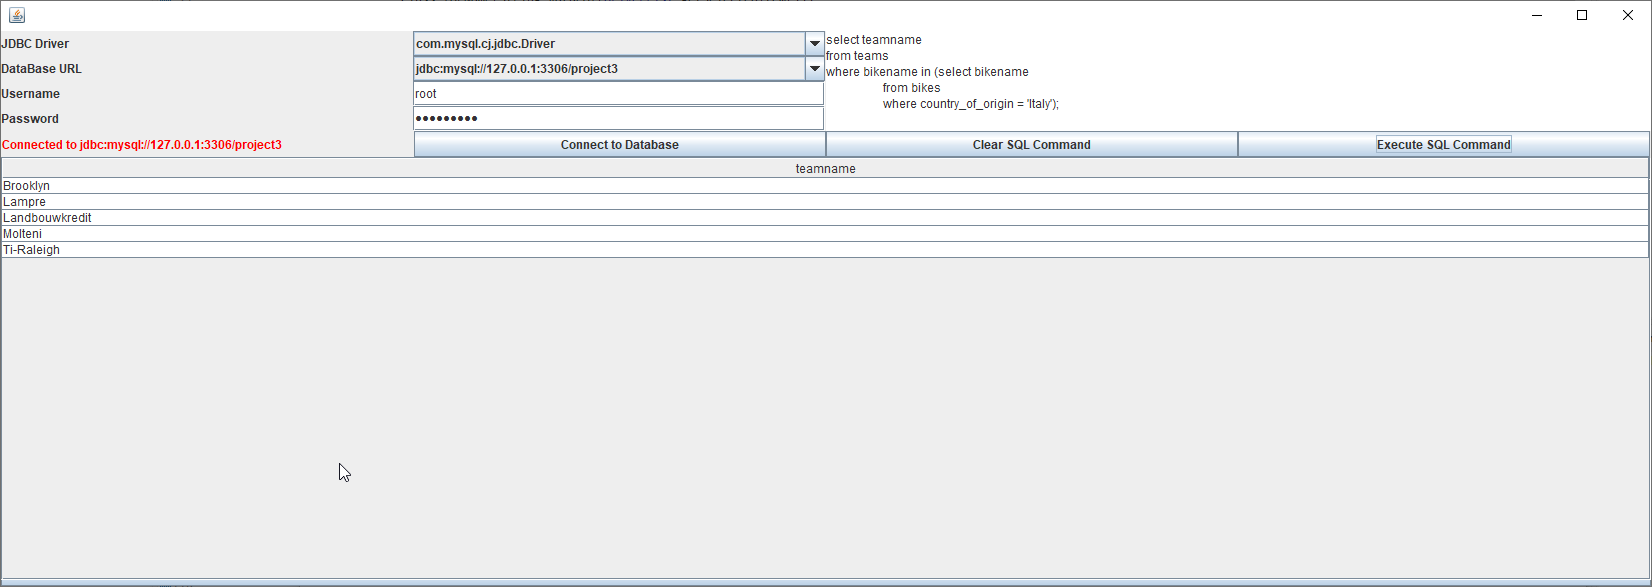 JDBC Driver
com.mysql.cj.jdbc.Driver
DataBase URL
jdbc:mysql://127.0.0.1:3306/project3
Username
root
Password
●●●●●●●●●
select teamname
from teams
where bikename in (select bikename
from bikes
where country_of_origin = 'Italy');
Connected to jdbc:mysql://127.0.0.1:3306/project3
Connect to Database
Clear SQL Command
Execute SQL Command
teamname
Brooklyn
Lampre
Landbouwkredit
Molteni
Ti-Raleigh